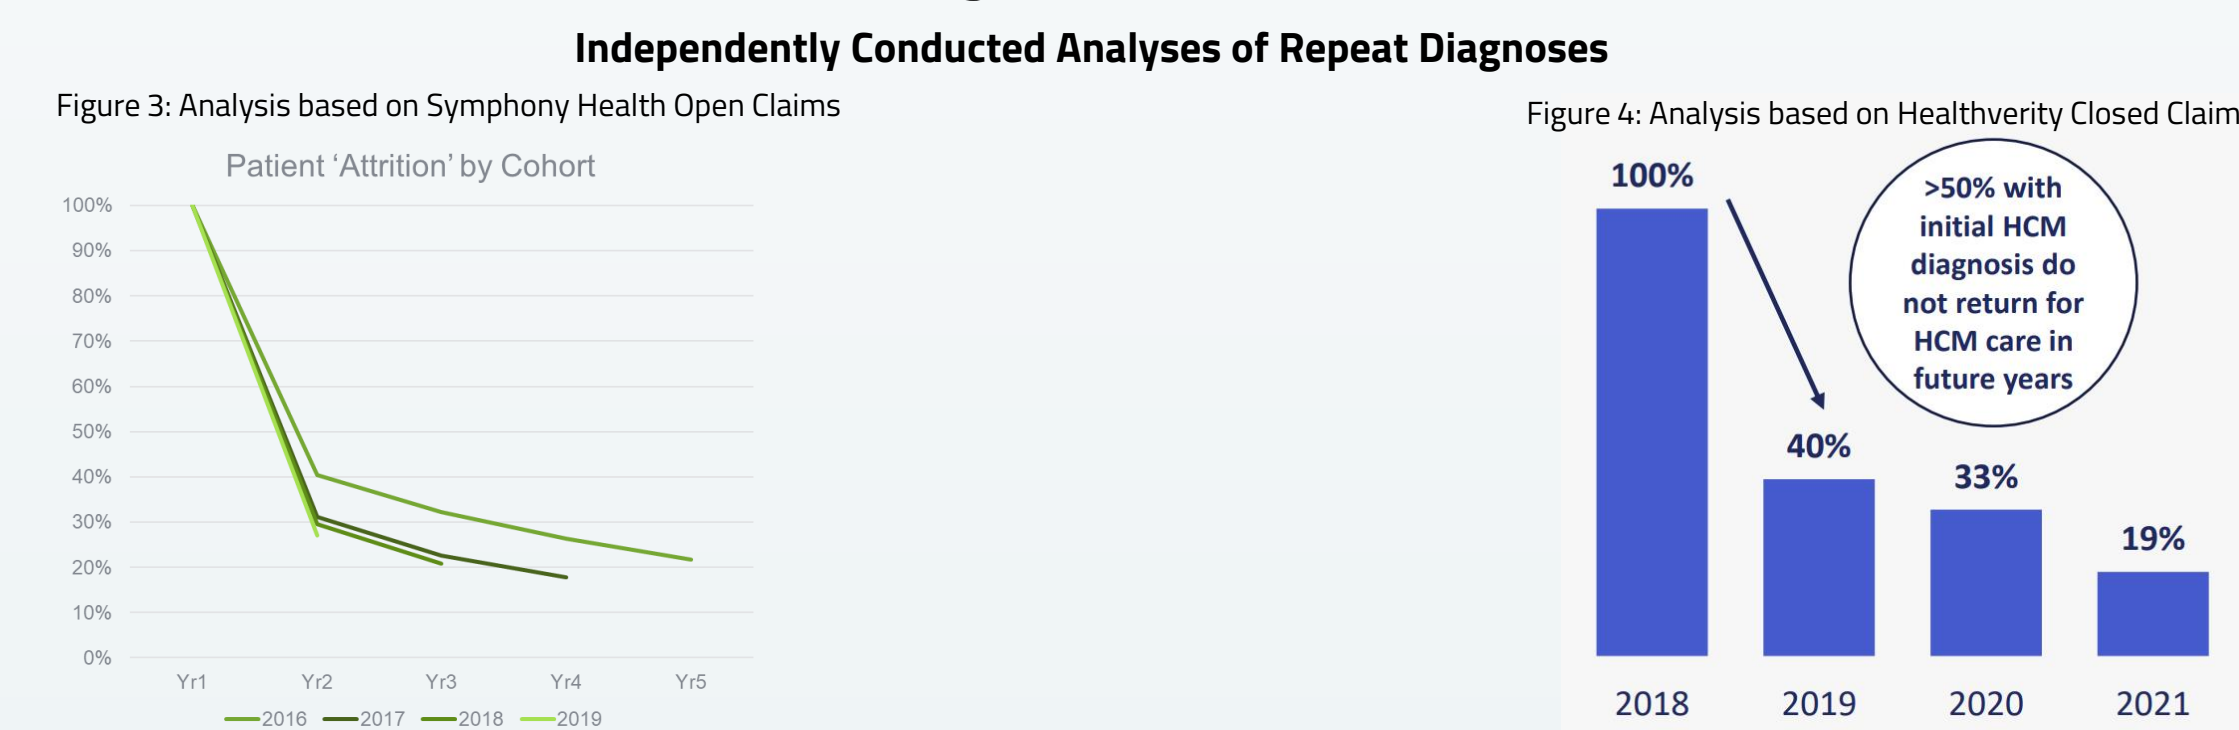 Independently Conducted Analyses of Repeat Diagnoses
Figure 3: Analysis based on Symphony Health Open Claims
Patient ‘Attrition’ by Cohort
100%
90%
80%
70%
60%
50%
40%
30%
20%
10%
0%
Yr1 Yr2 Yr3 Yr4 Yr5
2016 2017 2018 2019
Figure 4: Analysis based on Healthverity Closed Claim
100%
>50% with
initial HCM
diagnosis do
not return for
HCM care in
future years
40%
33%
19%
2018 2019 2020 2021